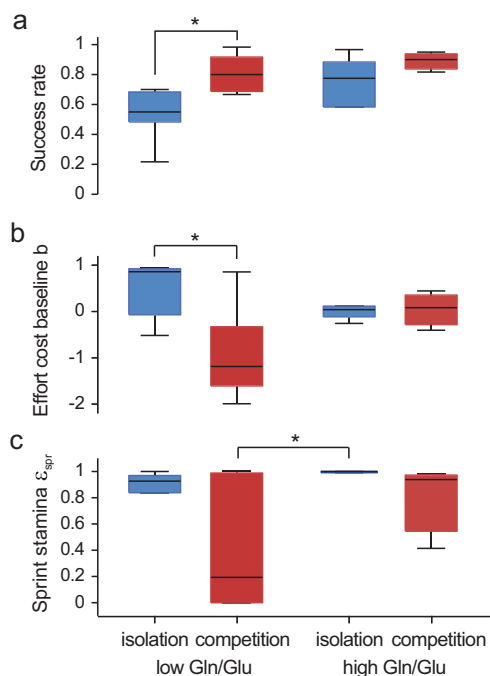 a
*
1
0.8
0.6
0.4
0.2
0
Success rate
b
*
1
0
-1
-2
Effort cost baseline b
c
*
1
0.8
0.6
0.4
0.2
0
Sprint stamina εspr
isolation competition isolation competition
low Gln/Glu high Gln/Glu